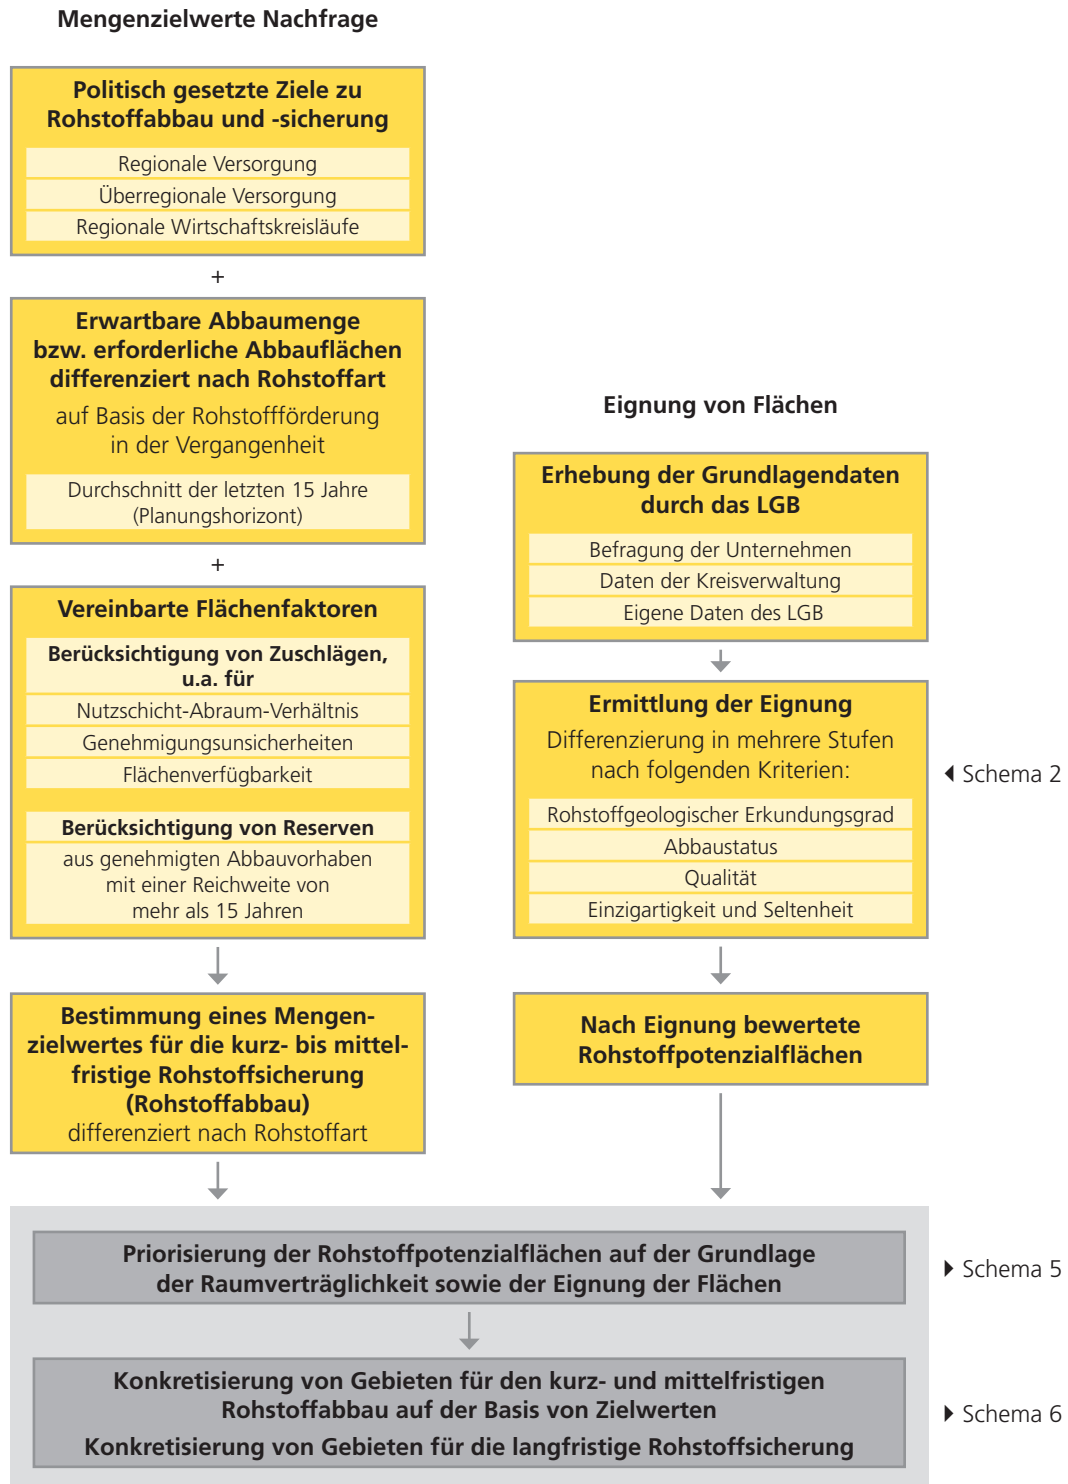 Mengenzielwerte Nachfrage
Politisch gesetzte Ziele zu
Rohstoffabbau und -sicherung
Regionale Versorgung
Überregionale Versorgung
Regionale Wirtschaftskreisläufe
+
Erwartbare Abbaumenge
bzw. erforderliche Abbauflächen
differenziert nach Rohstoffart
auf Basis der Rohstoffförderung
in der Vergangenheit
Durchschnitt der letzten 15 Jahre
(Planungshorizont)
+
Vereinbarte Flächenfaktoren
Berücksichtigung von Zuschlägen,
u.a. für
Nutzschicht-Abraum-Verhältnis
Genehmigungsunsicherheiten
Flächenverfügbarkeit
Berücksichtigung von Reserven
aus genehmigten Abbauvorhaben
mit einer Reichweite von
mehr als 15 Jahren
Bestimmung eines Mengen-
zielwertes für die kurz- bis mittel-
fristige Rohstoffsicherung
(Rohstoffabbau)
differenziert nach Rohstoffart
Eignung von Flächen
Erhebung der Grundlagendaten
durch das LGB
Befragung der Unternehmen
Daten der Kreisverwaltung
Eigene Daten des LGB
Ermittlung der Eignung
Differenzierung in mehrere Stufen
nach folgenden Kriterien:
Rohstoffgeologischer Erkundungsgrad
Abbaustatus
Qualität
Einzigartigkeit und Seltenheit
Schema 2
Nach Eignung bewertete
Rohstoffpotenzialflächen
Priorisierung der Rohstoffpotenzialflächen auf der Grundlage
der Raumverträglichkeit sowie der Eignung der Flächen
Schema 5
Konkretisierung von Gebieten für den kurz- und mittelfristigen
Rohstoffabbau auf der Basis von Zielwerten
Konkretisierung von Gebieten für die langfristige Rohstoffsicherung
Schema 6